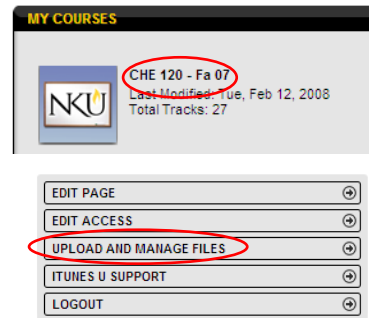 MY COURSES
CHE 120 - Fa 07
Last Modified: Tue, Feb 12, 2008
NKU
Total Tracks: 27
EDIT PAGE
EDIT ACCESS
UPLOAD AND MANAGE FILES
ITUNES U SUPPORT
LOGOUT